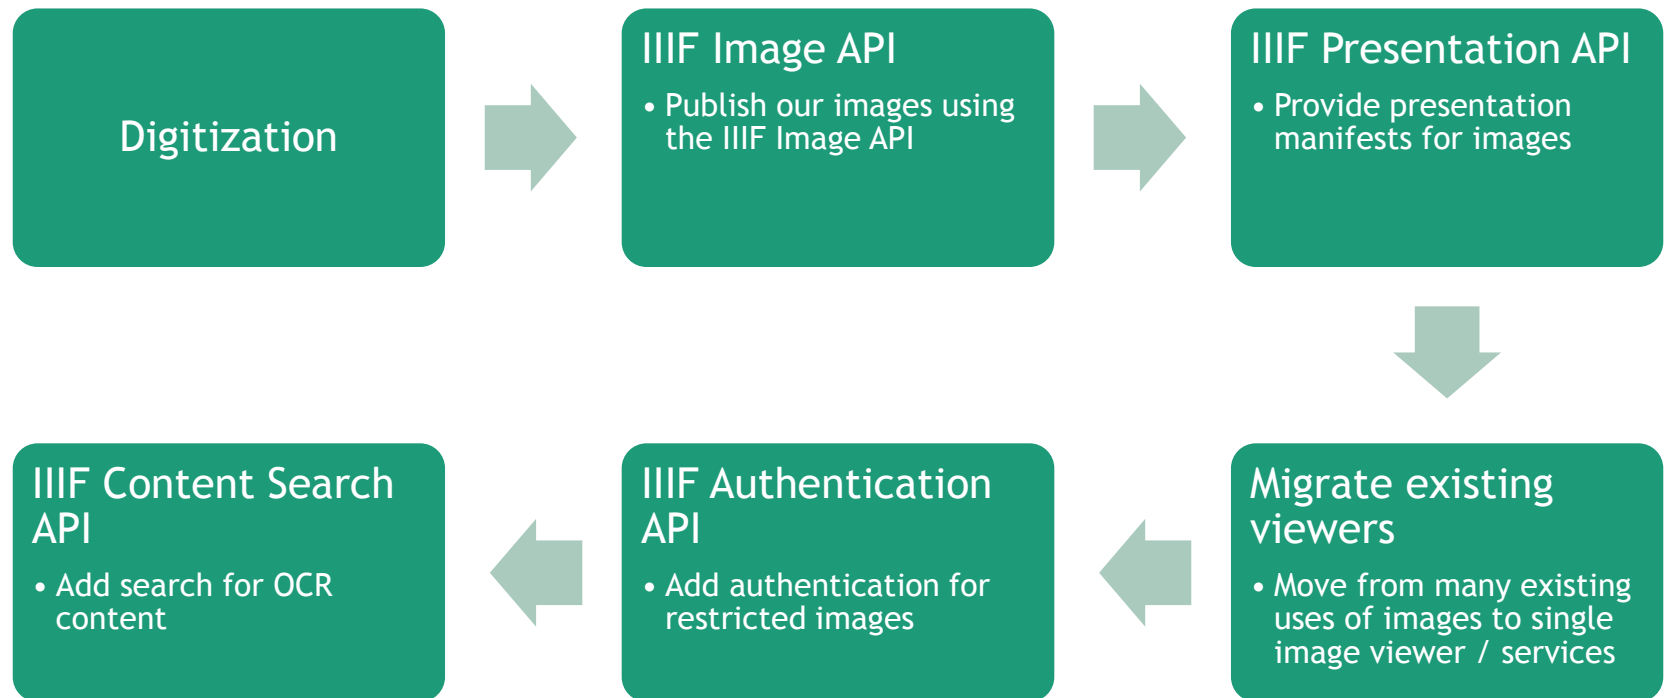 Digitization
IIIF Image API
• Publish our images using
the IIIF Image API
IIIF Presentation API
• Provide presentation
manifests for images
Migrate existing
viewers
• Move from many existing
uses of images to single
image viewer / services
IIIF Authentication
API
• Add authentication for
restricted images
IIIF Content Search
API
• Add search for OCR
content